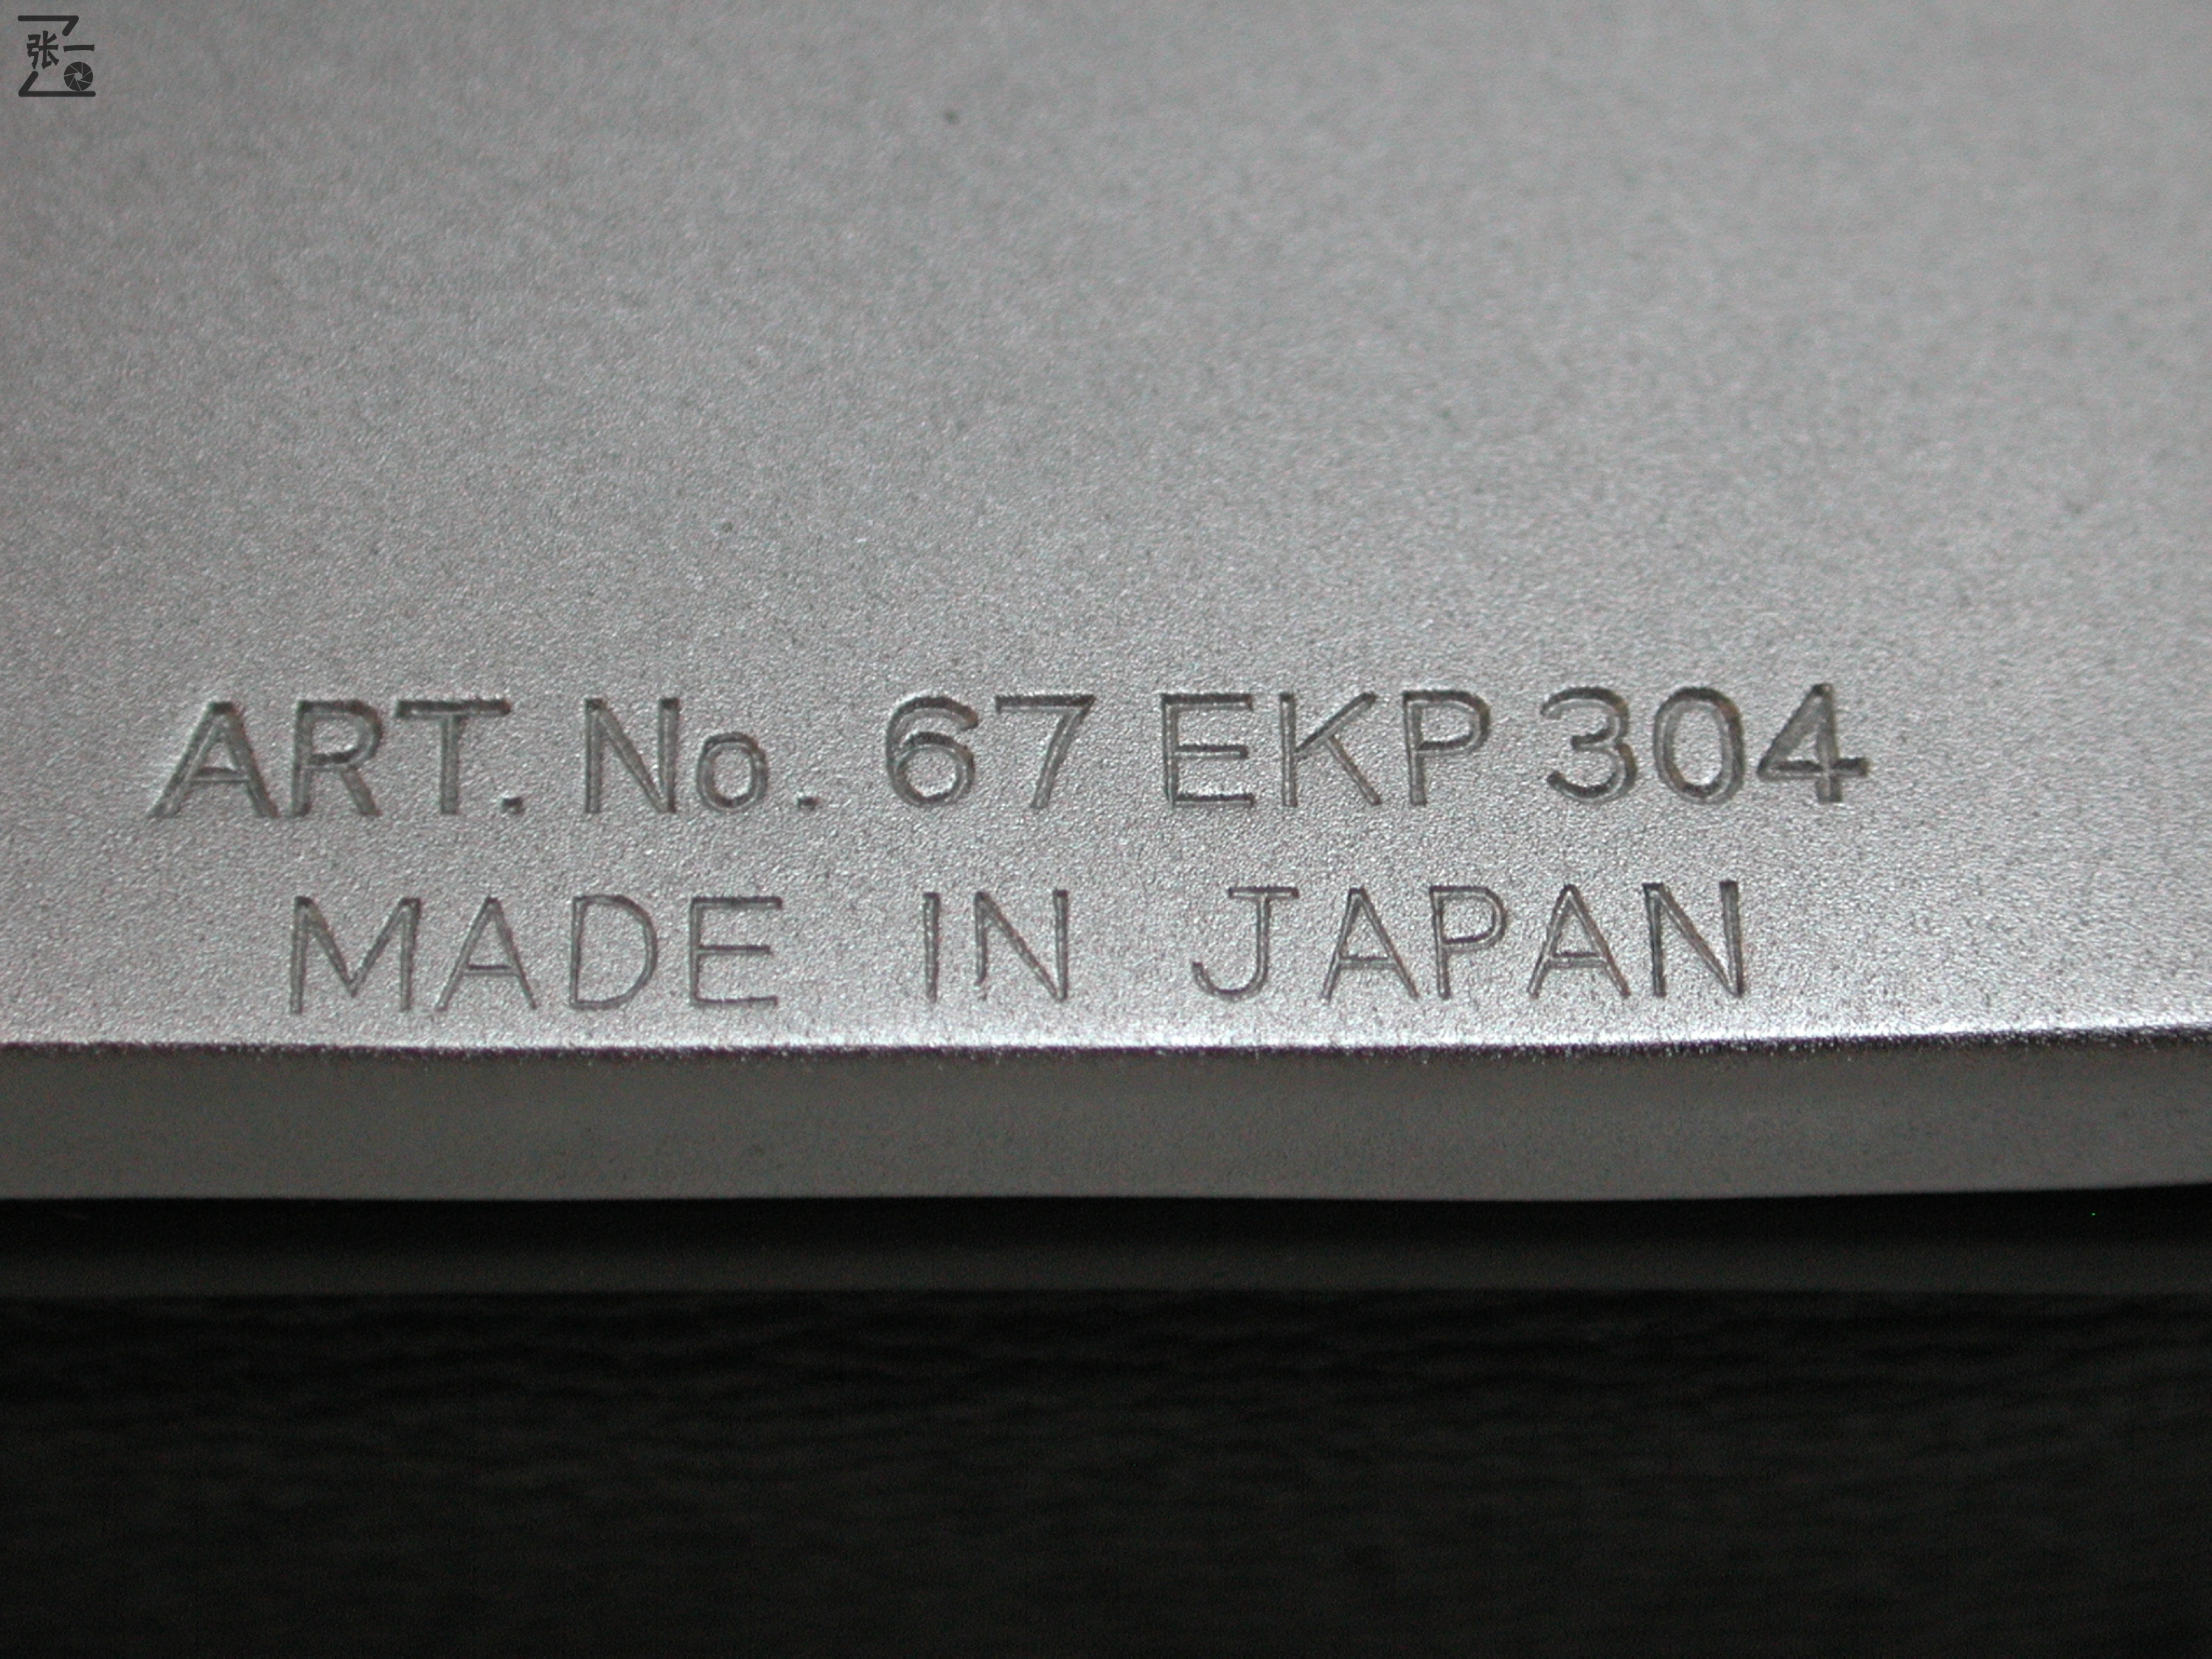 张一
ART. No. 67 EKP 304
MADE IN JAPAN